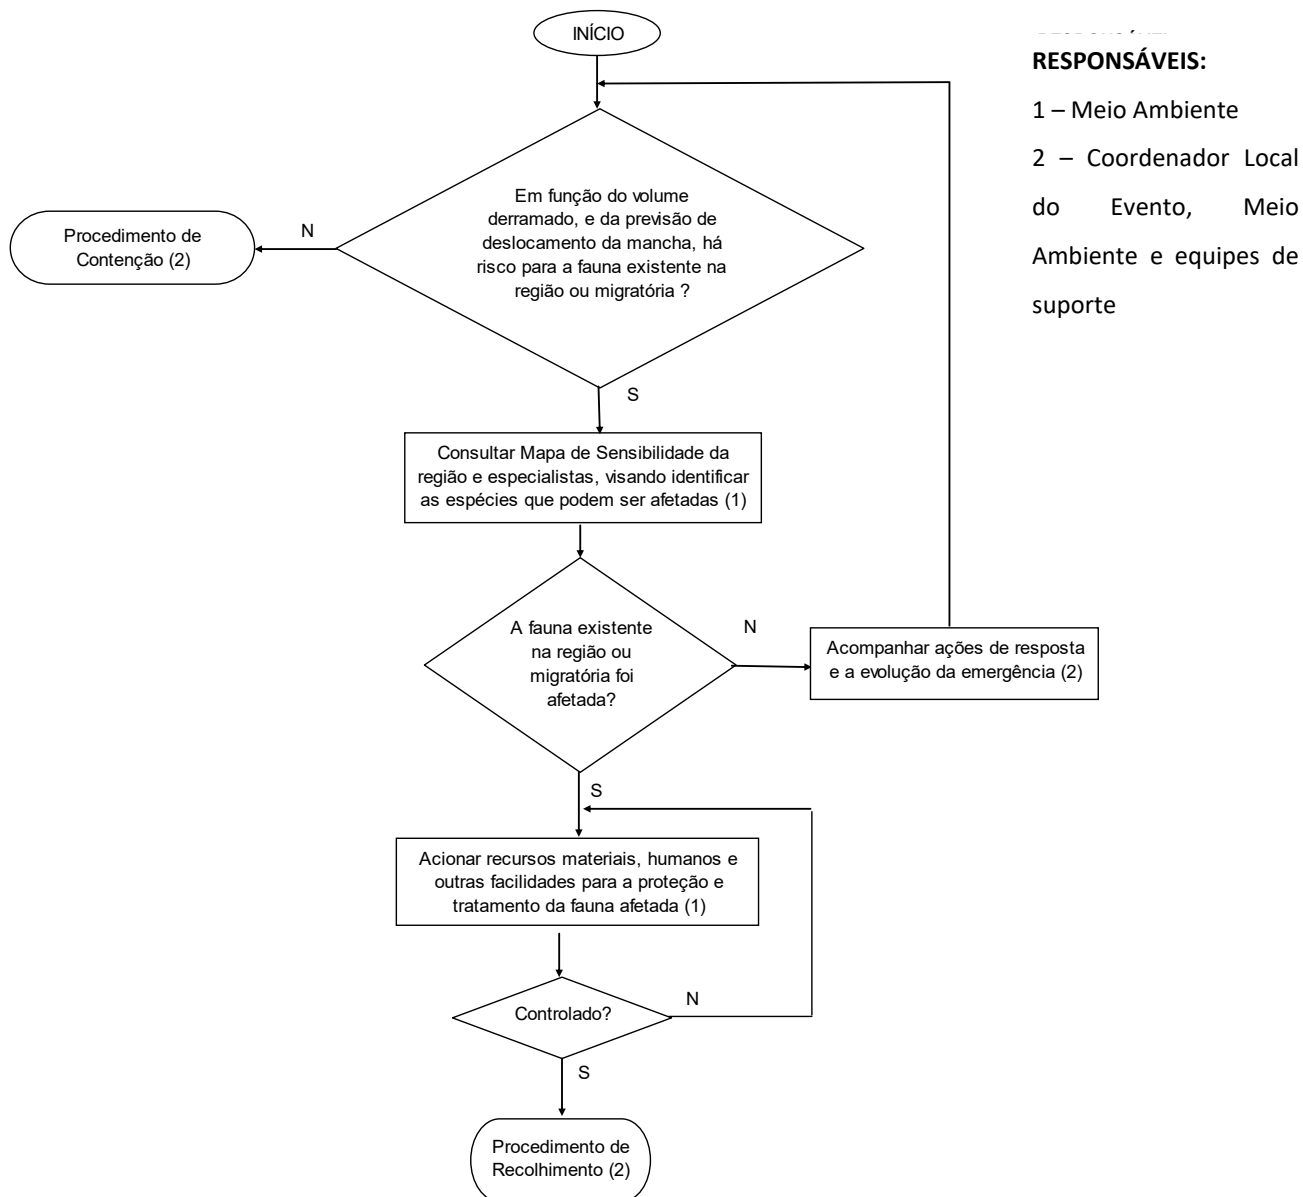 INÍCIO
RESPONSÁVEIS:
1 – Meio Ambiente
2 – Coordenador Local
do Evento, Meio
Ambiente e equipes de
suporte
Em função do volume
derramado, e da previsão de
deslocamento da mancha, há
risco para a fauna existente na
região ou migratória ?
N
Procedimento de
Contenção (2)
S
Consultar Mapa de Sensibilidade da
região e especialistas, visando identificar
as espécies que podem ser afetadas (1)
A fauna existente
na região ou
migratória foi
afetada?
N
Acompanhar ações de resposta
e a evolução da emergência (2)
S
Acionar recursos materiais, humanos e
outras facilidades para a proteção e
tratamento da fauna afetada (1)
Controlado?
N
S
Procedimento de
Recolhimento (2)